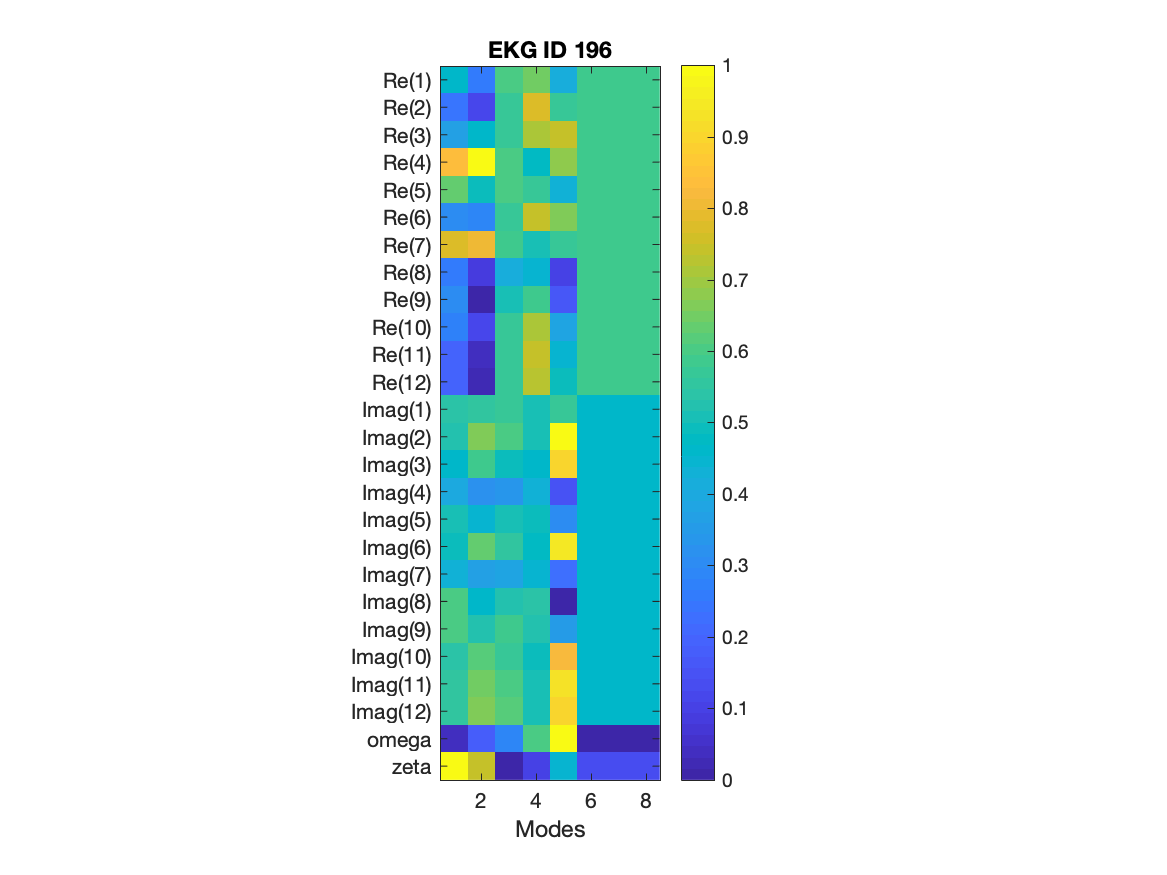 EKG ID 196
Re(1)
Re(2)
Re(3)
Re(4)
Re(5)
Re(6)
Re(7)
Re(8)
Re(9)
Re(10)
Re(11)
Re(12)
Imag(1)
Imag(2)
Imag(3)
Imag(4)
Imag(5)
Imag(6)
Imag(7)
Imag(8)
Imag(9)
Imag(10)
Imag(11)
Imag(12)
omega
zeta
2 4 6 8
Modes
1
0.9
0.8
0.7
0.6
0.5
0.4
0.3
0.2
0.1
0